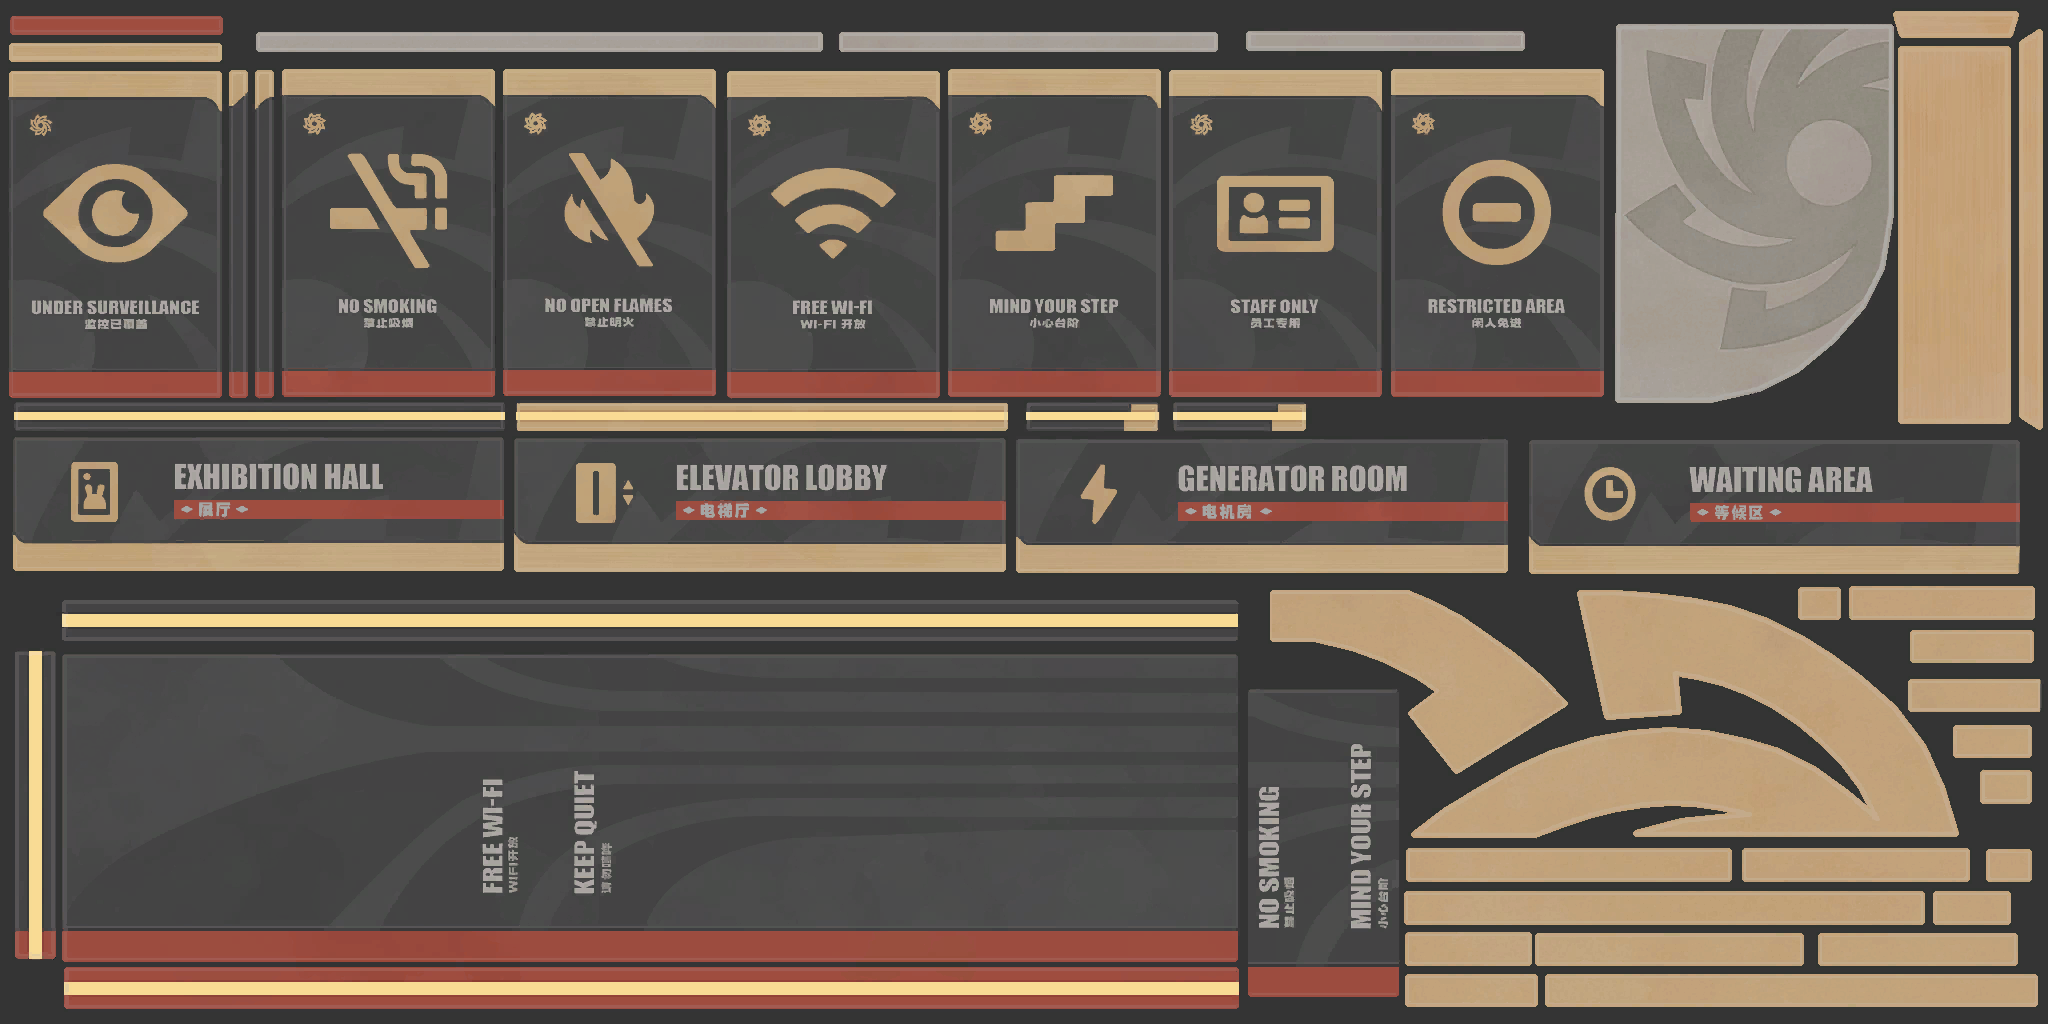 UNDER SURVEILLANCE
监控已覆盖
NO SMOKING
禁止吸烟
NO OPEN FLAMES
禁止明火
FREE WI-FI
WI-FI 开放
MIND YOUR STEP
小心台阶
STAFF ONLY
员工专用
RESTRICTED AREA
闲人免进
EXHIBITION HALL
展厅
ELEVATOR LOBBY
电梯厅
GENERATOR ROOM
电机房
WAITING AREA
等候区
FREE WI-FI
WIFI开放
KEEP QUIET
请勿喧哗
NO SMOKING
禁止吸烟
MIND YOUR STEP
小心台阶